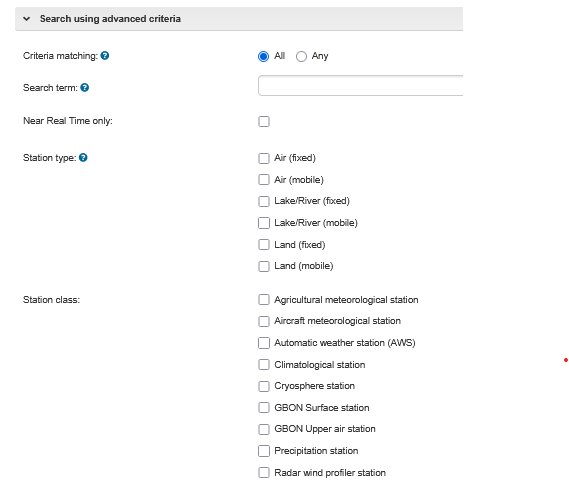 Search using advanced criteria
Criteria matching: ? All Any
Search term: ?
Near Real Time only:
Station type: ? Air (fixed)
Air (mobile)
Lake/River (fixed)
Lake/River (mobile)
Land (fixed)
Land (mobile)
Station class: Agricultural meteorological station
Aircraft meteorological station
Automatic weather station (AWS)
Climatological station
Cryosphere station
GBON Surface station
GBON Upper air station
Precipitation station
Radar wind profiler station